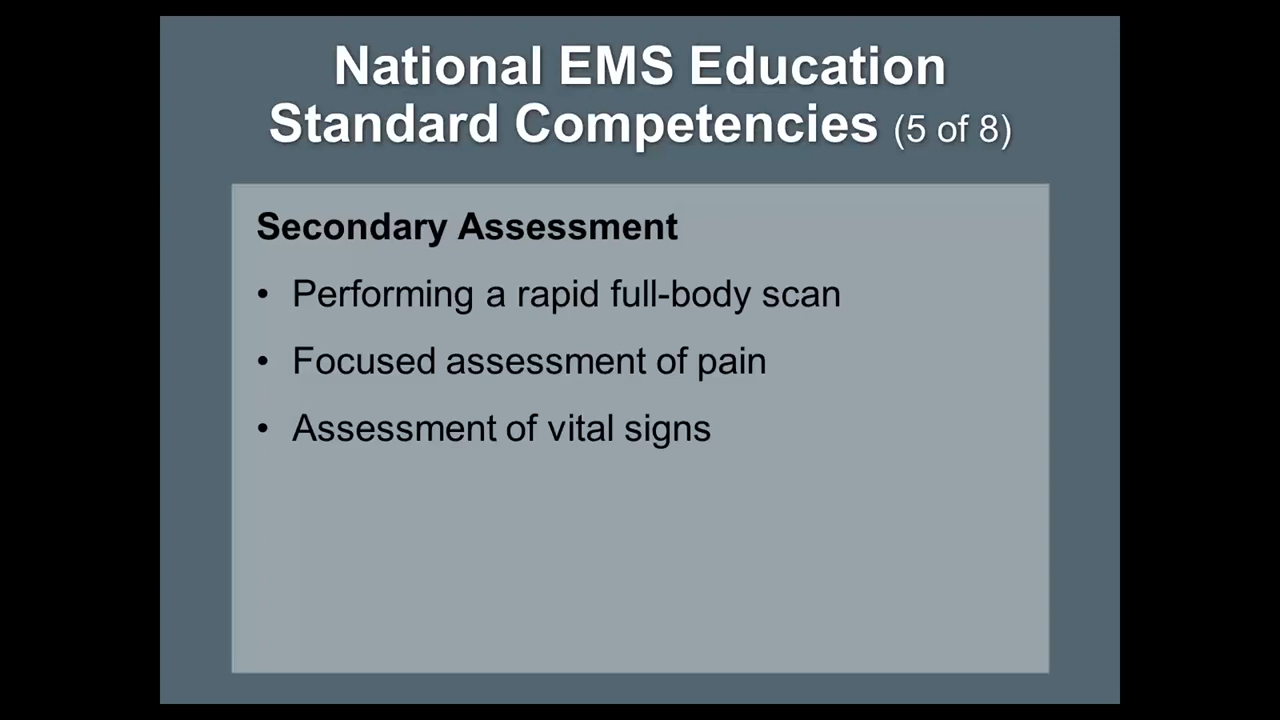 National EMS Education
Standard Competencies (5 of 8)
Secondary Assessment
• Performing a rapid full-body scan
• Focused assessment of pain
• Assessment of vital signs